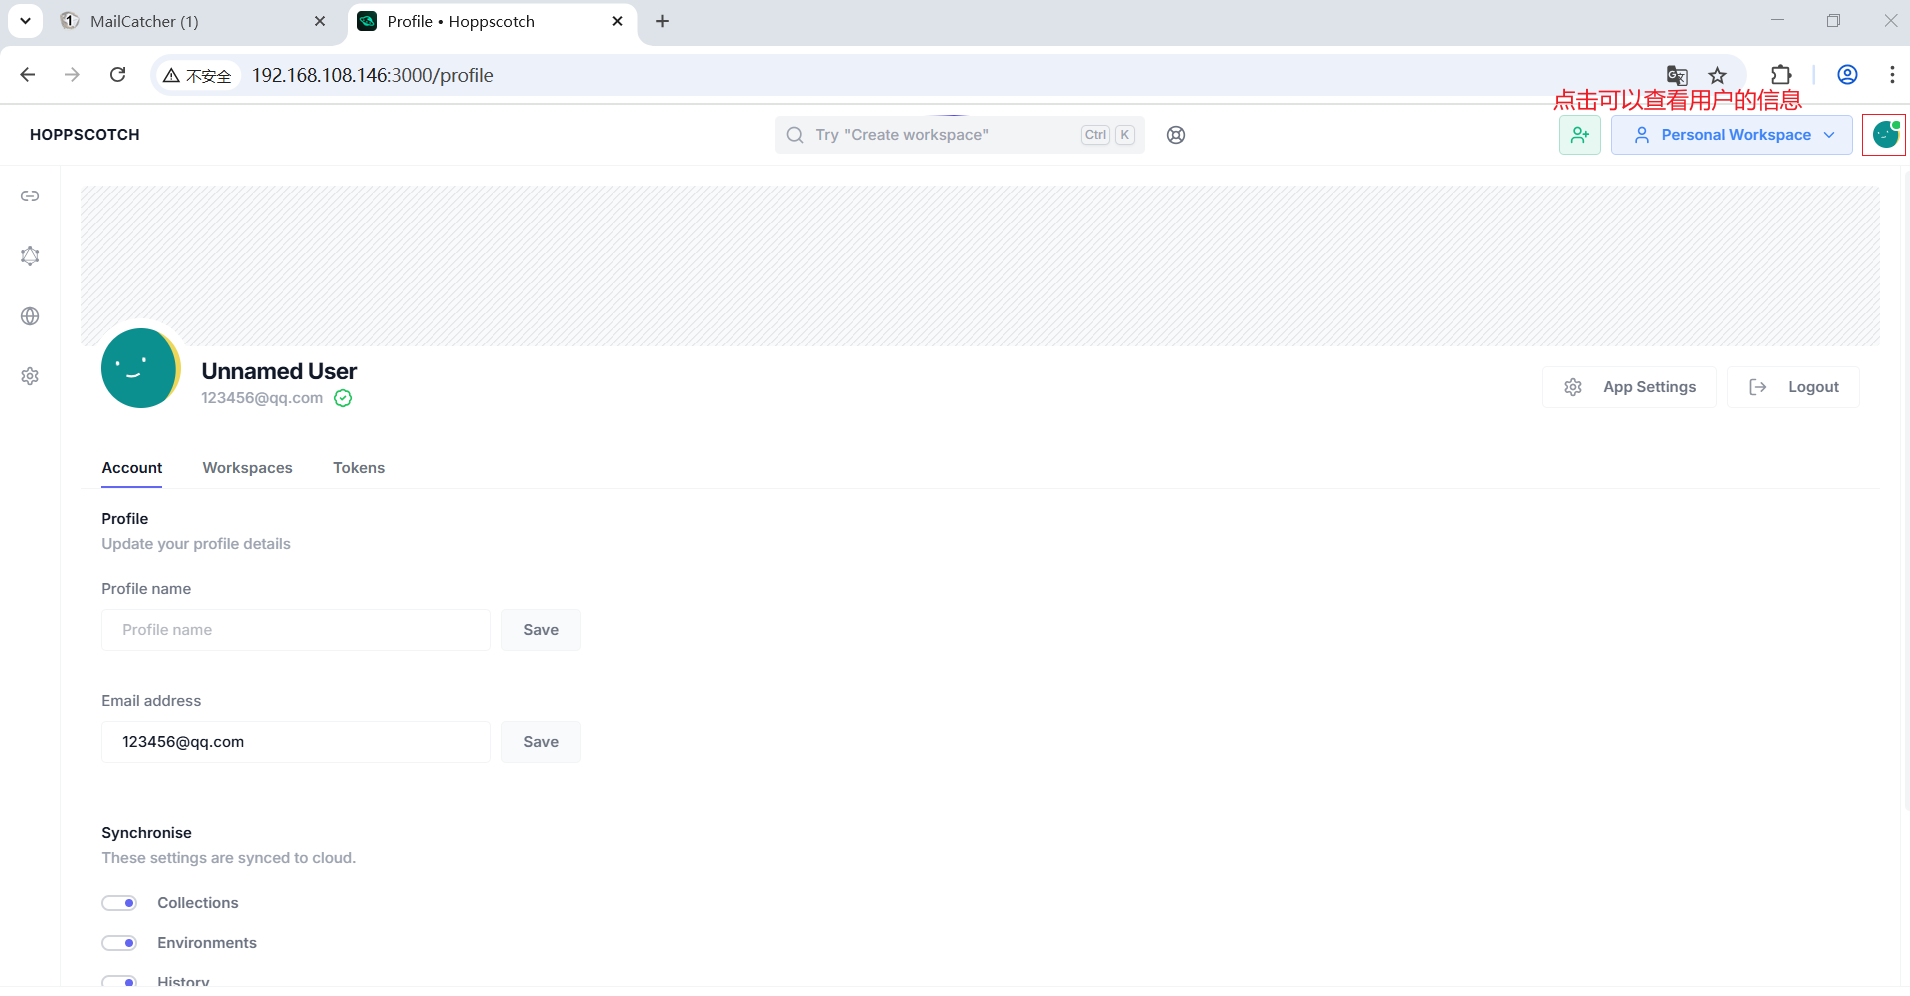 MailCatcher (1)
Profile • Hoppscotch
不安全
192.168.108.146:3000/profile
点击可以查看用户的信息
HOPPSCOTCH
Try "Create workspace"
Ctrl K
Personal Workspace
Unnamed User
123456@qq.com
App Settings
Logout
Account
Workspaces
Tokens
Profile
Update your profile details
Profile name
Profile name
Save
Email address
123456@qq.com
Save
Synchronise
These settings are synced to cloud.
Collections
Environments
History